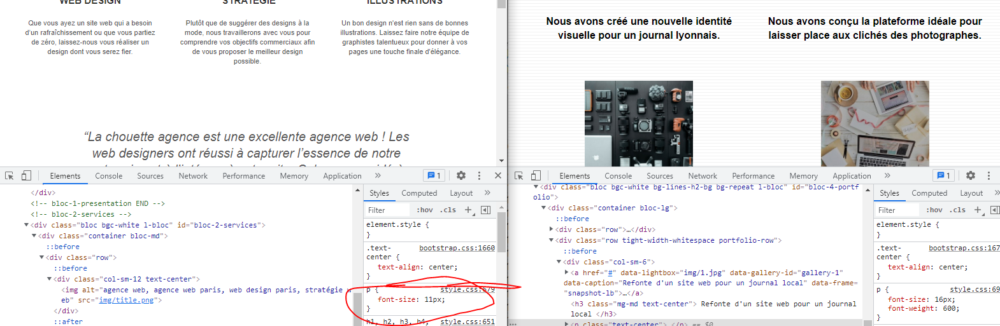 WEB DESIGN
STRATÉGIE
ILLUSTRATIONS
Que vous ayez un site web qui a besoin
d'un rafraîchissement ou que vous partiez
de zéro, laissez-nous vous réaliser un
design dont vous serez fier.
Plutôt que de suggérer des designs à la
mode, nous travaillerons avec vous pour
comprendre vos objectifs commerciaux afin
de vous proposer le meilleur design
possible.
Un bon design n'est rien sans de bonnes
illustrations. Laissez faire notre équipe de
graphistes talentueux pour donner à vos
pages une touche finale d'élégance.
“La chouette agence est une excellente agence web ! Les
web designers ont réussi à capturer l'essence de notre
Elements Console Sources Network Performance Memory Application » 1
</div>
<!-- bloc-1-presentation END -->
<!-- bloc-2-services -->
<div class="bloc bgc-white l-bloc" id="bloc-2-services">
<div class="container bloc-md">
::before
<div class="row">
::before
<div class="col-sm-12 text-center">
<img alt="agence web, agence web paris, web design paris, stratégie w
eb" src="img/title.png">
</div>
::after
Styles Computed Layout »
Filter :hov .cls +
element.style {
}
.text- bootstrap.css:1660
center {
text-align: center;
}
p { style.css:679
font-size: 11px;
}
h1, h2, h3, h4, style.css:651
Nous avons créé une nouvelle identité
visuelle pour un journal lyonnais.
Nous avons conçu la plateforme idéale pour
laisser place aux clichés des photographes.
Elements Console Sources Network Performance Memory Application » 1
<div class="bloc bgc-white bg-lines-h2-bg bg-repeat l-bloc" id="bloc-4-portf
olio">
<div class="container bloc-lg">
::before
<div class="row">…</div>
<div class="row tight-width-whitespace portfolio-row">
::before
<div class="col-sm-6">
<a href="#" data-lightbox="img/1.jpg" data-gallery-id="gallery-1"
data-caption="Refonte d'un site web pour un journal local" data-frame=
"snapshot-lb">…</a>
<h3 class="mg-md text-center"> Refonte d'un site web pour un journal
local </h3>
<p class="text-center"> </p> == $0
Styles Computed Layout »
Filter :hov .cls +
element.style {
}
.text- bootstrap.css:167
center {
text-align: center;
}
p { style.css:69
font-size: 16px;
font-weight: 600;
}